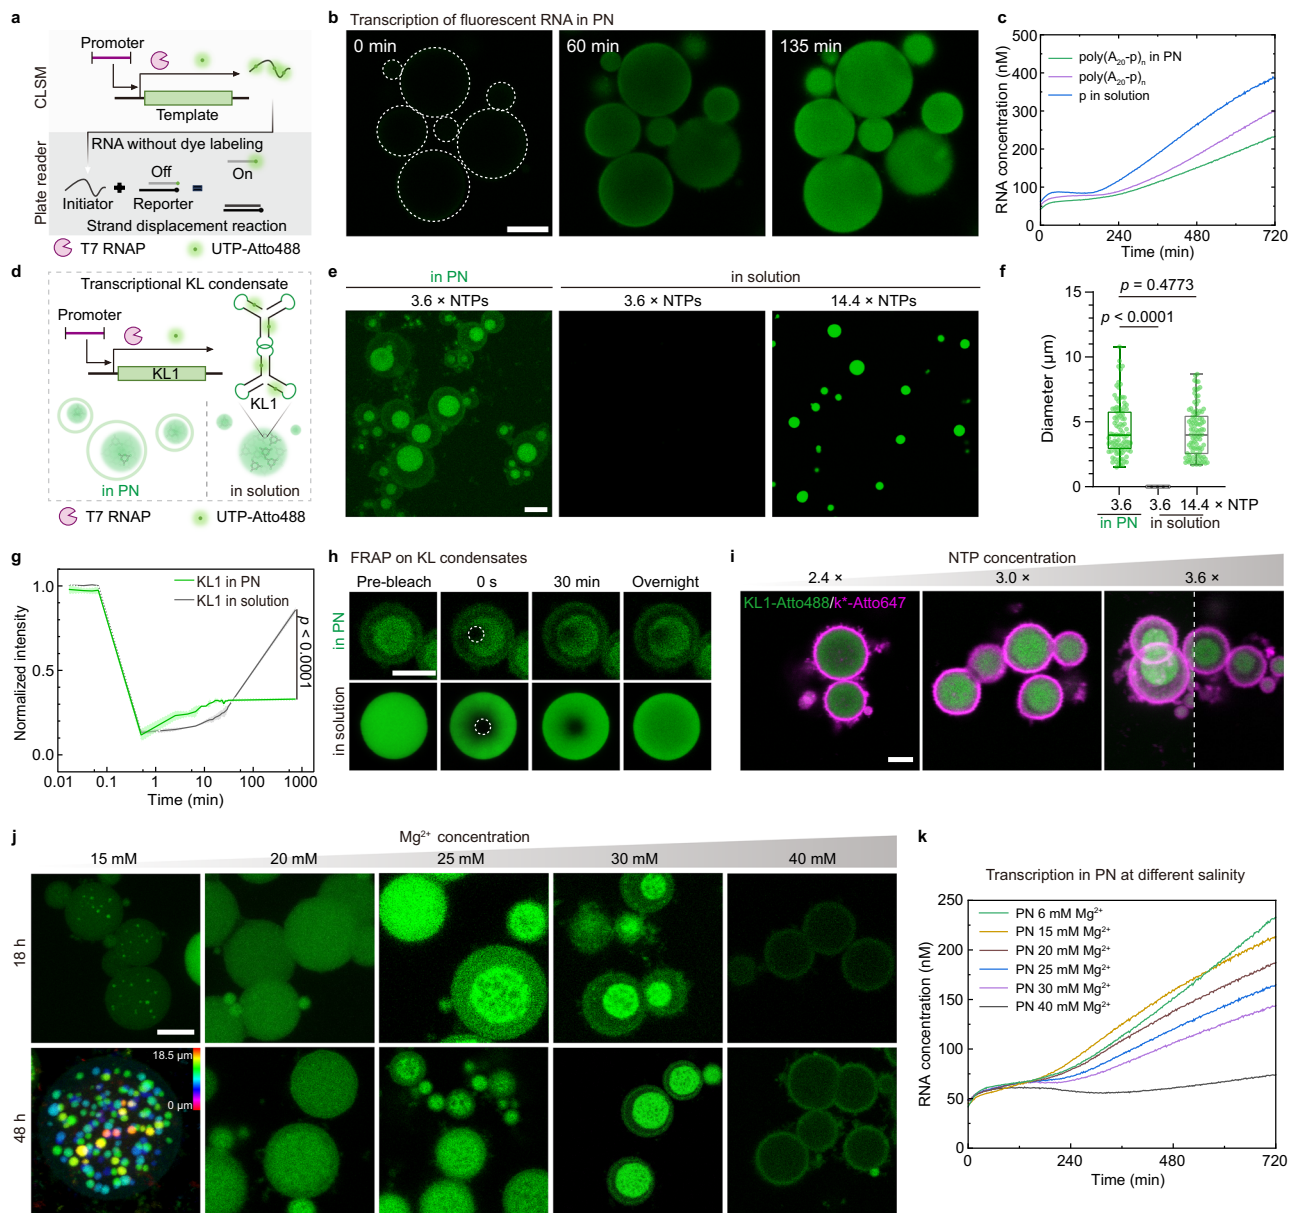 a
CLSM
Promoter
Template
Plate reader
RNA without dye labeling
Off
On
Initiator
Reporter
Strand displacement reaction
T7 RNAP
UTP-Atto488
b Transcription of fluorescent RNA in PN
0 min
60 min
135 min
c
RNA concentration (nM)
500
400
300
200
100
0
poly(A₂₀-p)ₙ in PN
poly(A₂₀-p)ₙ
p in solution
0 240 480 720
Time (min)
d
Transcriptional KL condensate
Promoter
KL1
KL1
in PN
in solution
T7 RNAP
UTP-Atto488
e
in PN
in solution
3.6 × NTPs
3.6 × NTPs
14.4 × NTPs
f
p = 0.4773
p < 0.0001
Diameter (μm)
15
10
5
0
3.6 3.6 14.4 × NTP
in PN in solution
g
Normalized intensity
1.0
0.5
0.0
KL1 in PN
KL1 in solution
p < 0.0001
0.01 0.1 1 10 100 1000
Time (min)
h FRAP on KL condensates
Pre-bleach 0 s 30 min Overnight
in PN
in solution
i
NTP concentration
2.4 × 3.0 × 3.6 ×
KL1-Atto488/k*-Atto647
j
Mg²⁺ concentration
15 mM 20 mM 25 mM 30 mM 40 mM
18 h
48 h
18.5 μm
0 μm
k
Transcription in PN at different salinity
RNA concentration (nM)
250
200
150
100
50
0
PN 6 mM Mg²⁺
PN 15 mM Mg²⁺
PN 20 mM Mg²⁺
PN 25 mM Mg²⁺
PN 30 mM Mg²⁺
PN 40 mM Mg²⁺
0 240 480 720
Time (min)